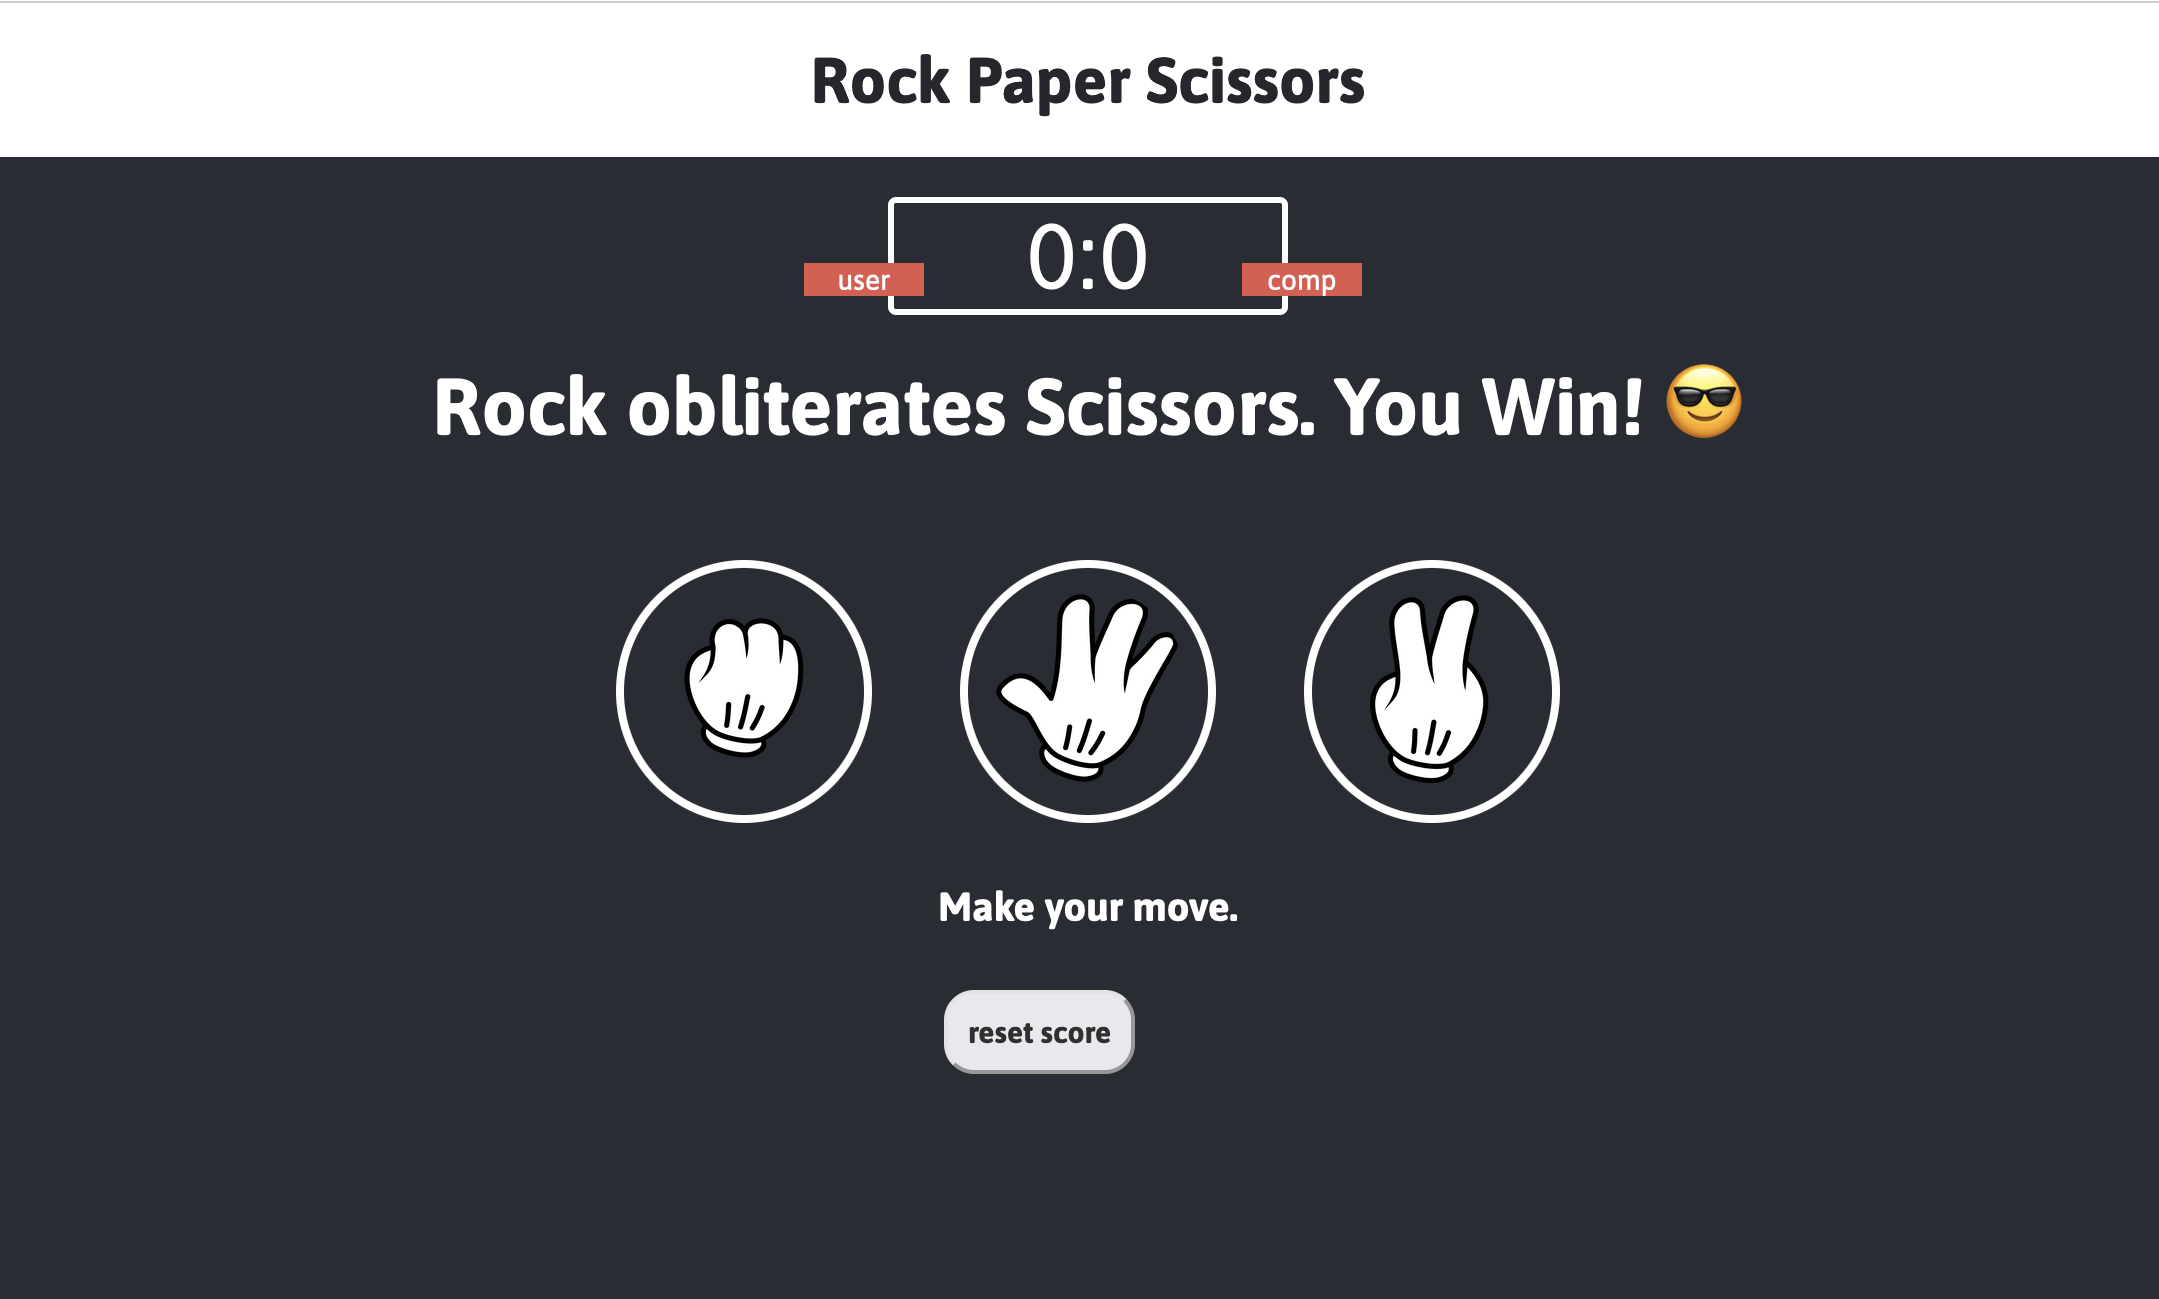 Rock Paper Scissors
0:0
user
comp
Rock obliterates Scissors. You Win! 😎
Make your move.
reset score